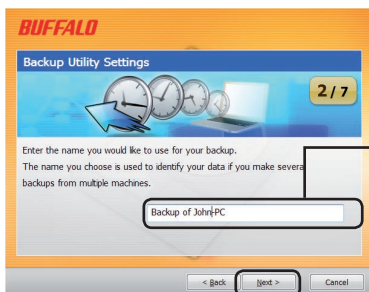 BUFFALO
Backup Utility Settings
2 / 7
Enter the name you would like to use for your backup.
The name you choose is used to identify your data if you make severa
backups from multiple machines.
Backup of John-PC
< Back
Next >
Cancel